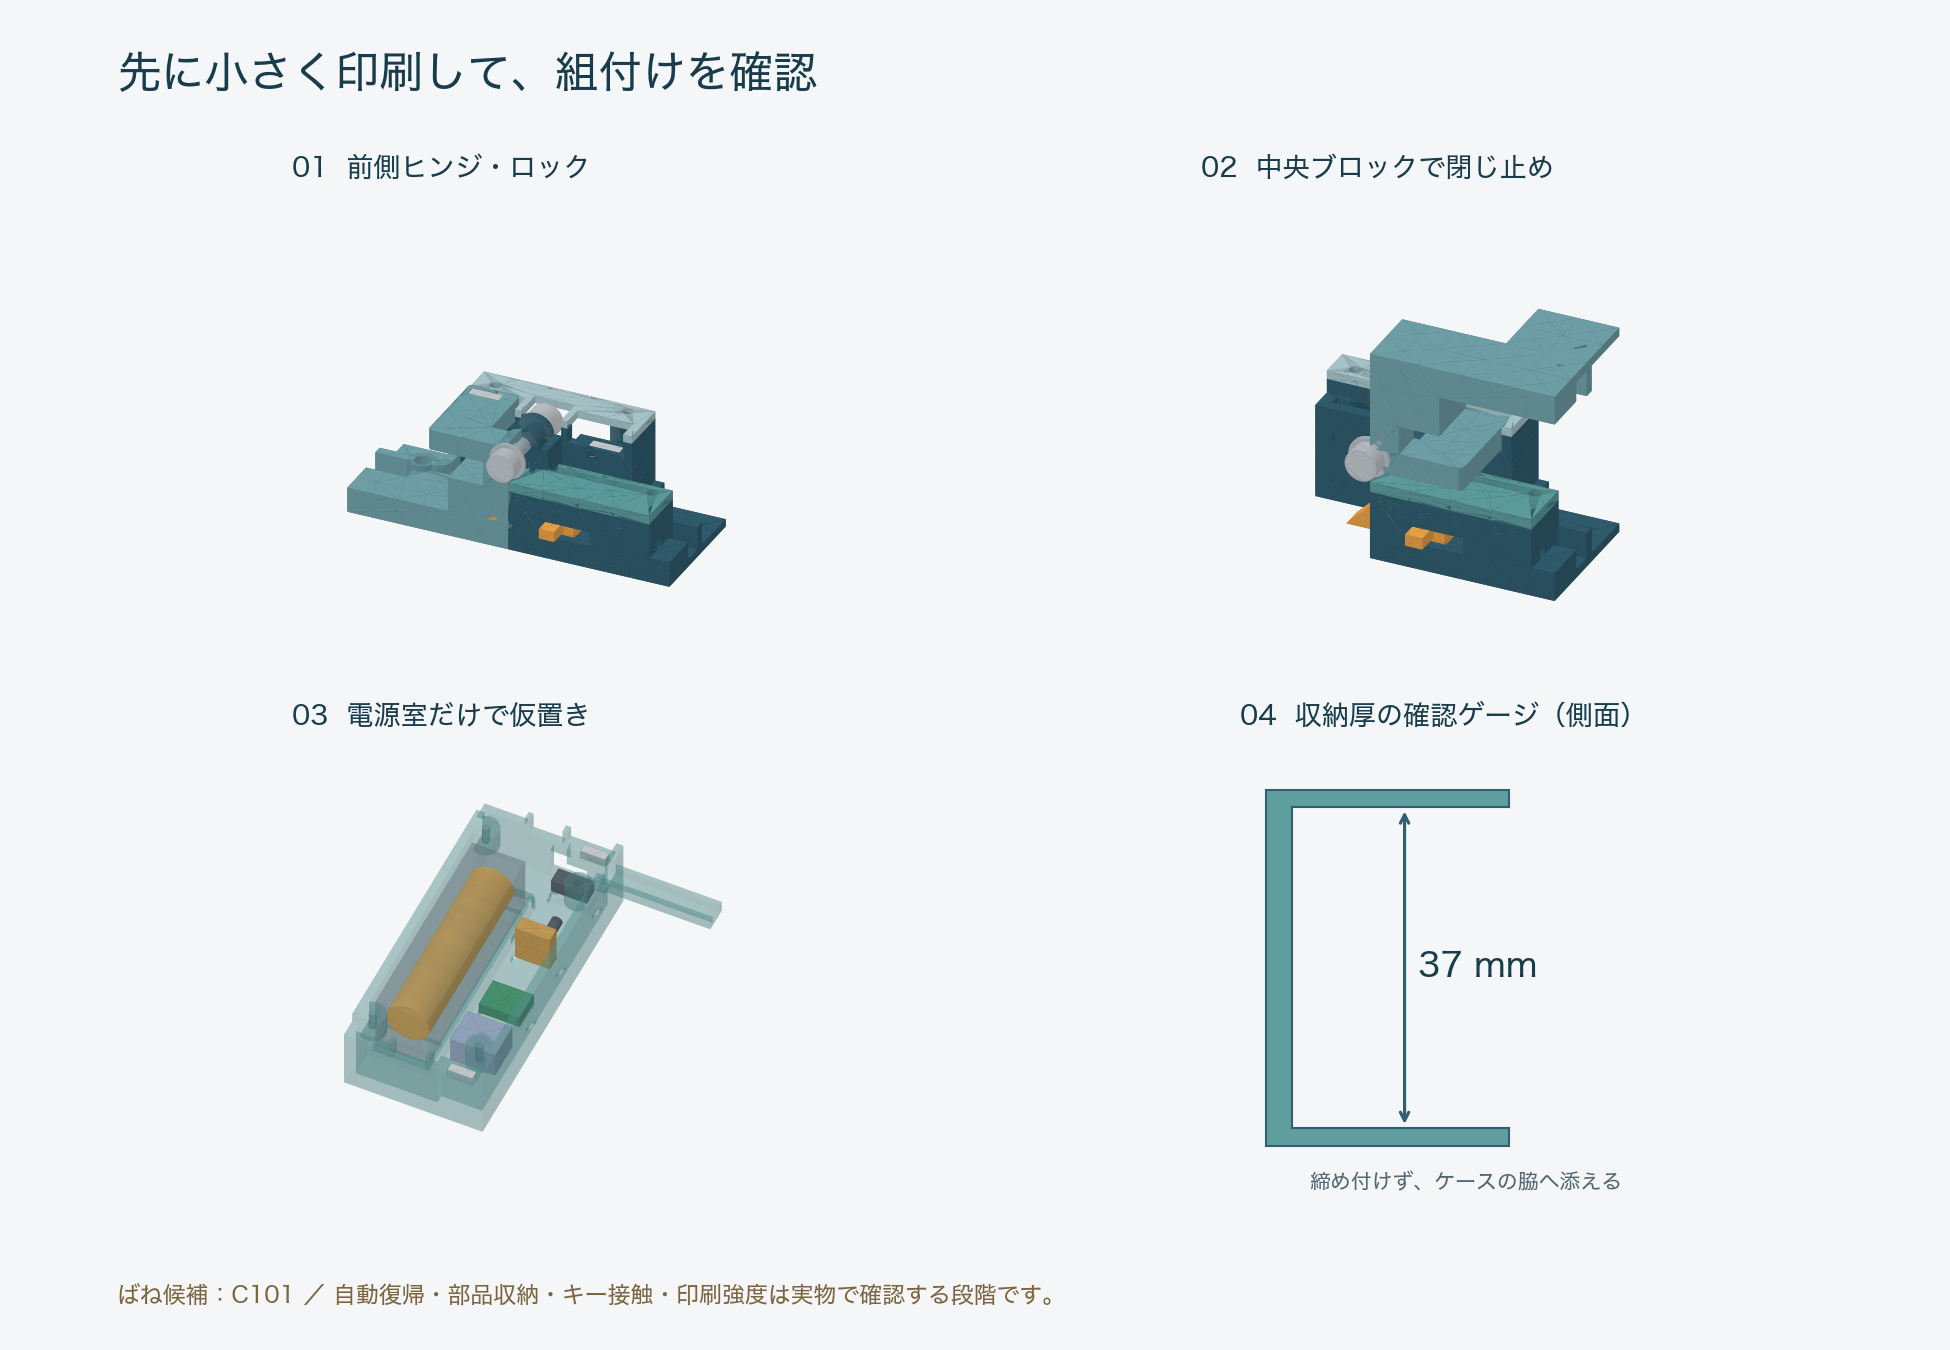 先に小さく印刷して、組付けを確認
01 前側ヒンジ・ロック
02 中央ブロックで閉じ止め
03 電源室だけで仮置き
04 収納厚の確認ゲージ（側面）
37 mm
締め付けず、ケースの脇へ添える
ばね候補：C101 ／ 自動復帰・部品収納・キー接触・印刷強度は実物で確認する段階です。